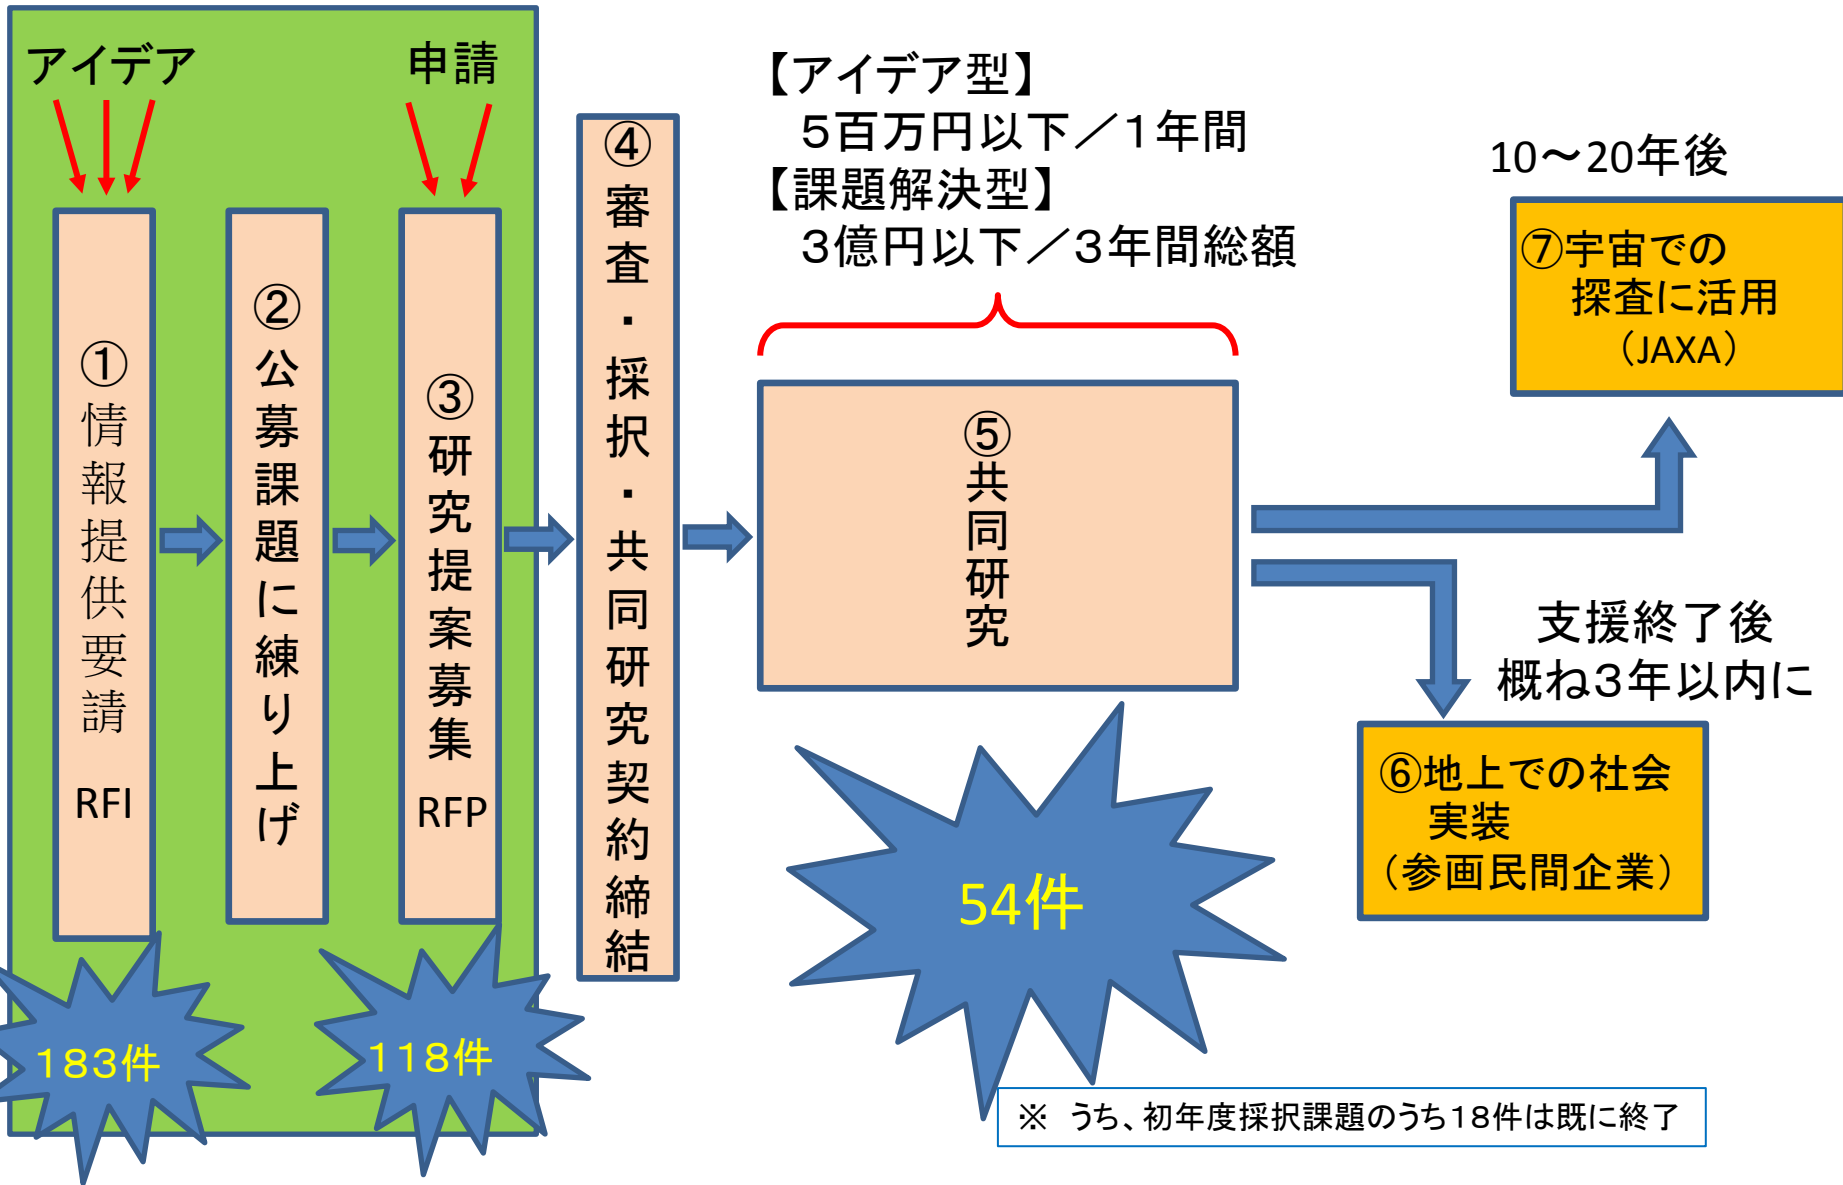 アイデア
申請
①情報提供要請
RFI
②公募課題に練り上げ
③研究提案募集
RFP
④審査・採択・共同研究契約締結
【アイデア型】
５百万円以下／１年間
【課題解決型】
３億円以下／３年間総額
⑤共同研究
10～20年後
⑦宇宙での
探査に活用
（JAXA）
支援終了後
概ね３年以内に
⑥地上での社会
実装
（参画民間企業）
183件
118件
54件
※　うち、初年度採択課題のうち18件は既に終了